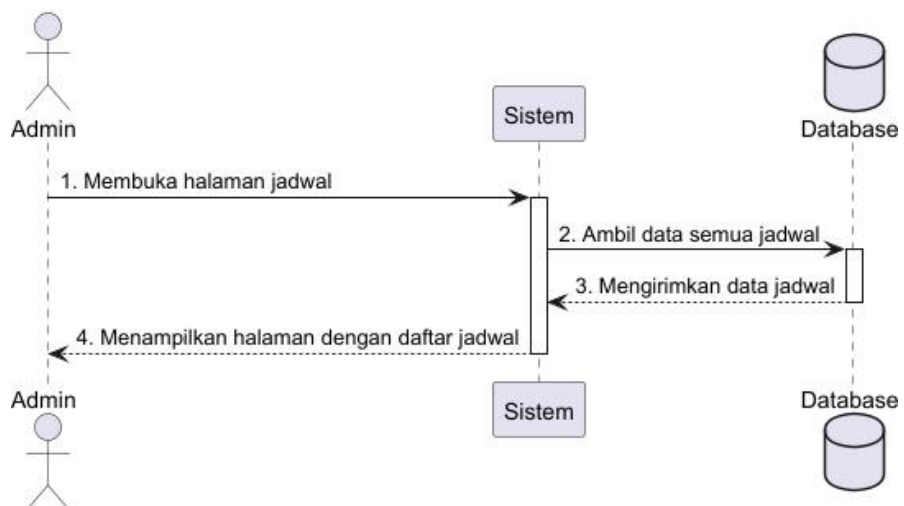 Admin
Sistem
Database
1. Membuka halaman jadwal
2. Ambil data semua jadwal
3. Mengirimkan data jadwal
4. Menampilkan halaman dengan daftar jadwal
Admin
Sistem
Database